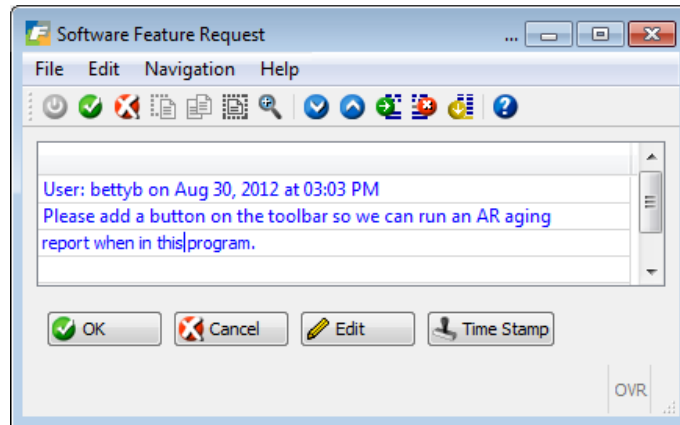 Software Feature Request ...
File Edit Navigation Help
User: bettyb on Aug 30, 2012 at 03:03 PM
Please add a button on the toolbar so we can run an AR aging
report when in this program.
OK Cancel Edit Time Stamp
OVR